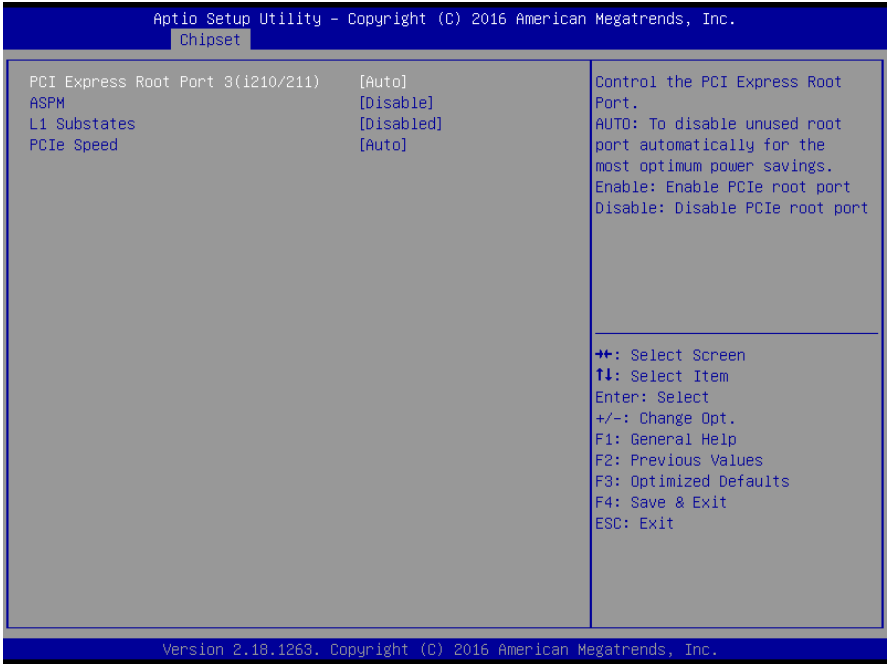 Aptio Setup Utility – Copyright (C) 2016 American Megatrends, Inc.
Chipset
PCI Express Root Port 3(i210/211) [Auto]
ASPM [Disable]
L1 Substates [Disabled]
PCIe Speed [Auto]
Control the PCI Express Root
Port.
AUTO: To disable unused root
port automatically for the
most optimum power savings.
Enable: Enable PCIe root port
Disable: Disable PCIe root port
→←: Select Screen
↑↓: Select Item
Enter: Select
+/-: Change Opt.
F1: General Help
F2: Previous Values
F3: Optimized Defaults
F4: Save & Exit
ESC: Exit
Version 2.18.1263. Copyright (C) 2016 American Megatrends, Inc.